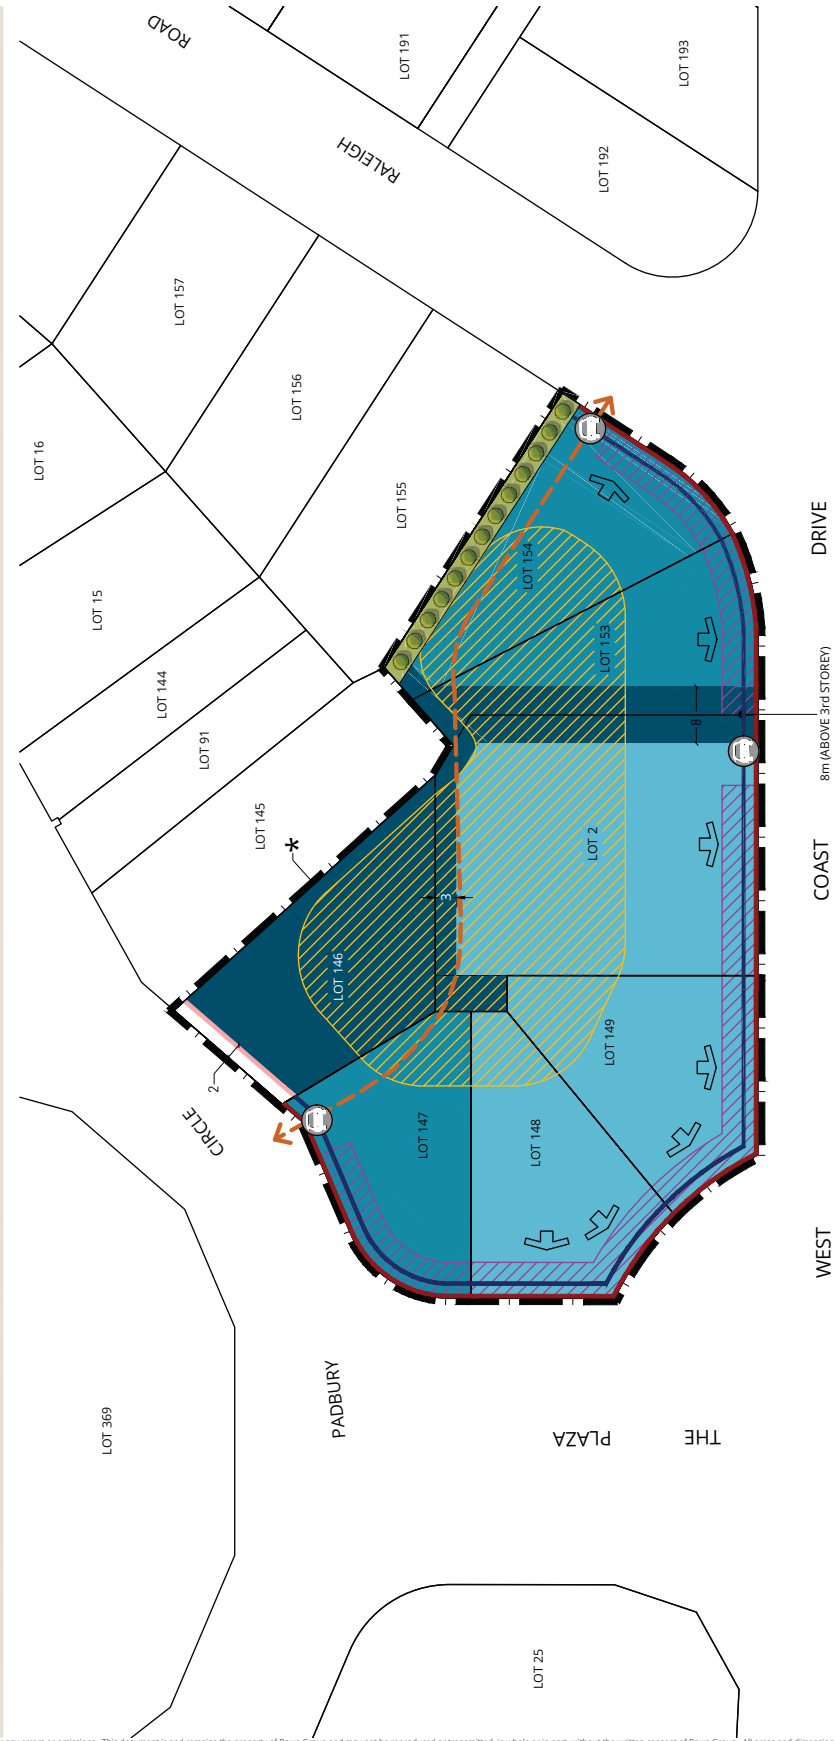 ROAD
LOT 191
LOT 193
RALEIGH
LOT 192
LOT 157
LOT 156
LOT 16
LOT 155
LOT 15
LOT 144
LOT 91
LOT 145
*
LOT 154
LOT 153
DRIVE
8
8m (ABOVE 3rd STOREY)
LOT 2
COAST
3
LOT 146
2
CIRCLE
LOT 147
LOT 148
LOT 149
WEST
PADBURY
LOT 369
PLAZA
THE
LOT 25